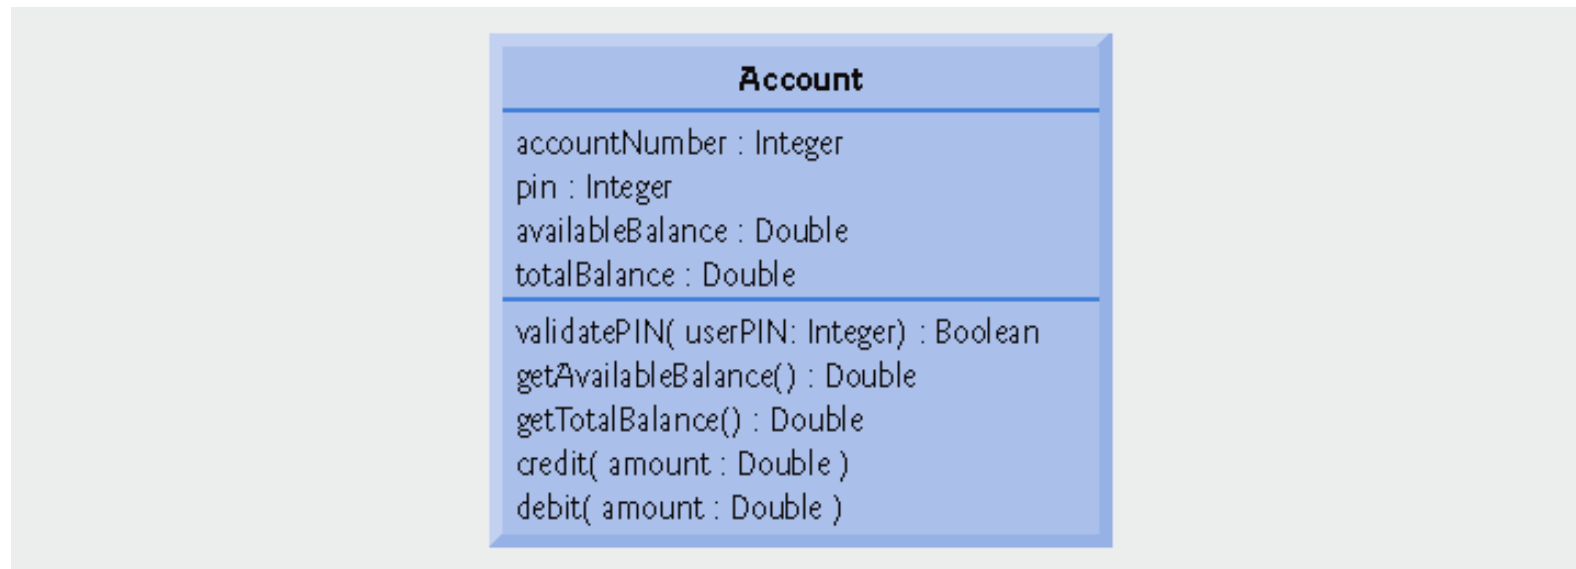 Account
accountNumber : Integer
pin : Integer
availableBalance : Double
totalBalance : Double
validatePIN( userPIN: Integer) : Boolean
getAvailableBalance() : Double
getTotalBalance() : Double
credit( amount : Double )
debit( amount : Double )